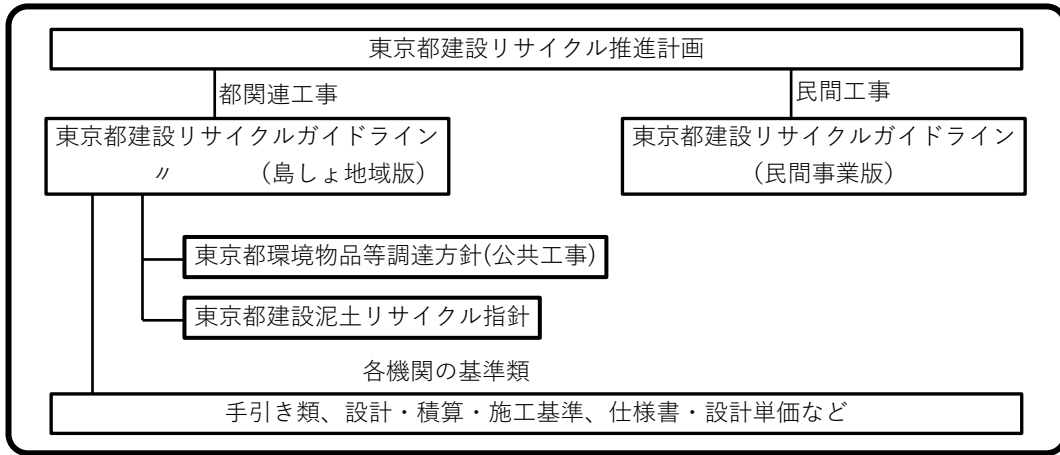 東京都建設リサイクル推進計画
都関連工事
民間工事
東京都建設リサイクルガイドライン
〃　　　(島しょ地域版)
東京都建設リサイクルガイドライン
(民間事業版)
東京都環境物品等調達方針(公共工事)
東京都建設泥土リサイクル指針
各機関の基準類
手引き類、設計・積算・施工基準、仕様書・設計単価など